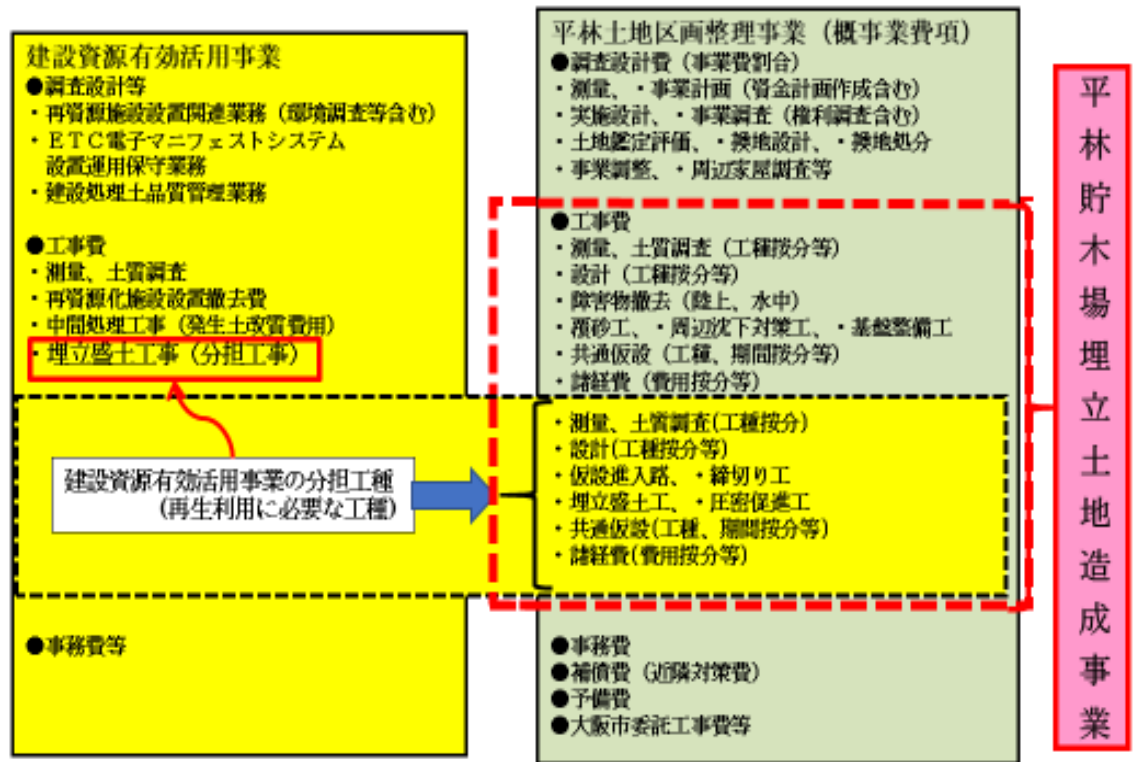 建設資源有効活用事業
●調査設計等
・再資源施設設置関連業務（環境調査等含む）
・ＥＴＣ電子マニフェストシステム
設置運用保守業務
・建設処理土品質管理業務
●工事費
・測量、土質調査
・再資源化施設設置撤去費
・中間処理工事（発生土改質費用）
・埋立盛土工事（分担工事）
建設資源有効活用事業の分担工種
（再生利用に必要な工種）
●事務費等
平林土地区画整理事業（概事業費項）
●調査設計費（事業費割合）
・測量、・事業計画（資金計画作成含む）
・実施設計、・事業調査（権利調査含む）
・土地鑑定評価、・換地設計、・換地処分
・事業調整、・周辺家屋調査等
●工事費
・測量、土質調査（工種按分等）
・設計（工種按分等）
・障害物撤去（陸上、水中）
・覆砂工、・周辺沈下対策工、・基盤整備工
・共通仮設（工種、期間按分等）
・諸経費（費用按分等）
・測量、土質調査(工種按分)
・設計(工種按分等)
・仮設進入路、・締切り工
・埋立盛土工、・圧密促進工
・共通仮設(工種、期間按分等)
・諸経費(費用按分等)
●事務費
●補償費（近隣対策費）
●予備費
●大阪市委託工事費等
平林貯木場埋立土地造成事業